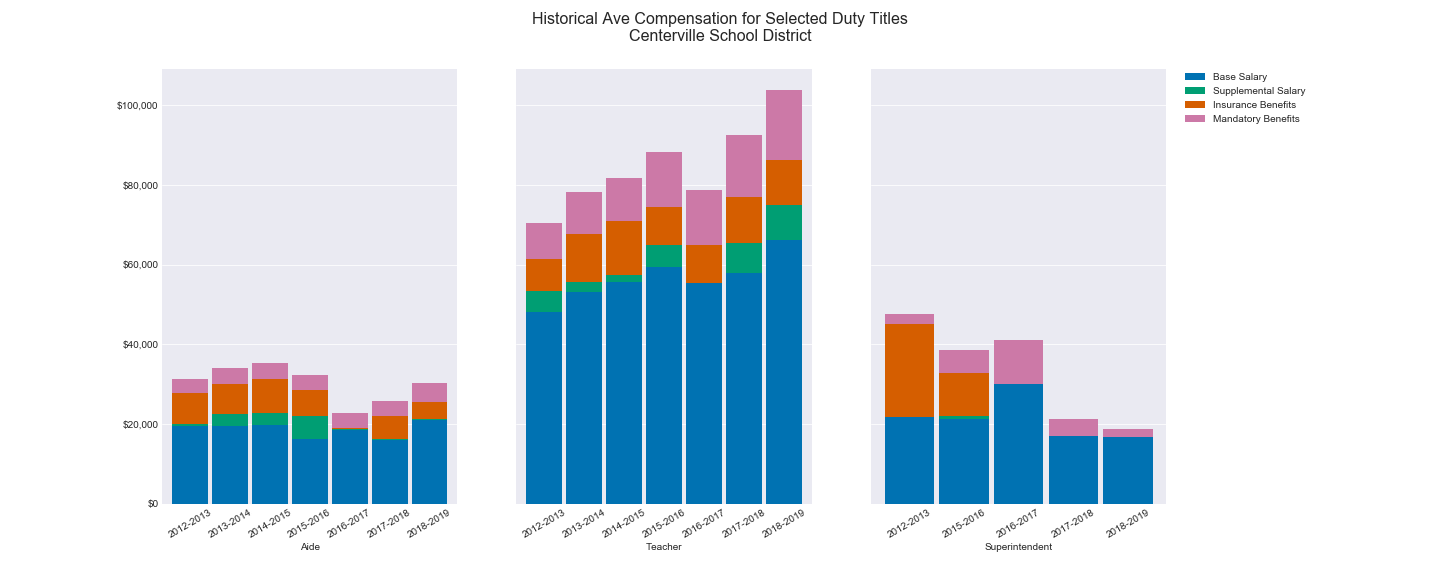 Historical Ave Compensation for Selected Duty Titles
Centerville School District
$100,000
$80,000
$60,000
$40,000
$20,000
$0
2012-2013
2013-2014
2014-2015
2015-2016
2016-2017
2017-2018
2018-2019
Aide
2012-2013
2013-2014
2014-2015
2015-2016
2016-2017
2017-2018
2018-2019
Teacher
2012-2013
2015-2016
2016-2017
2017-2018
2018-2019
Superintendent
Base Salary
Supplemental Salary
Insurance Benefits
Mandatory Benefits